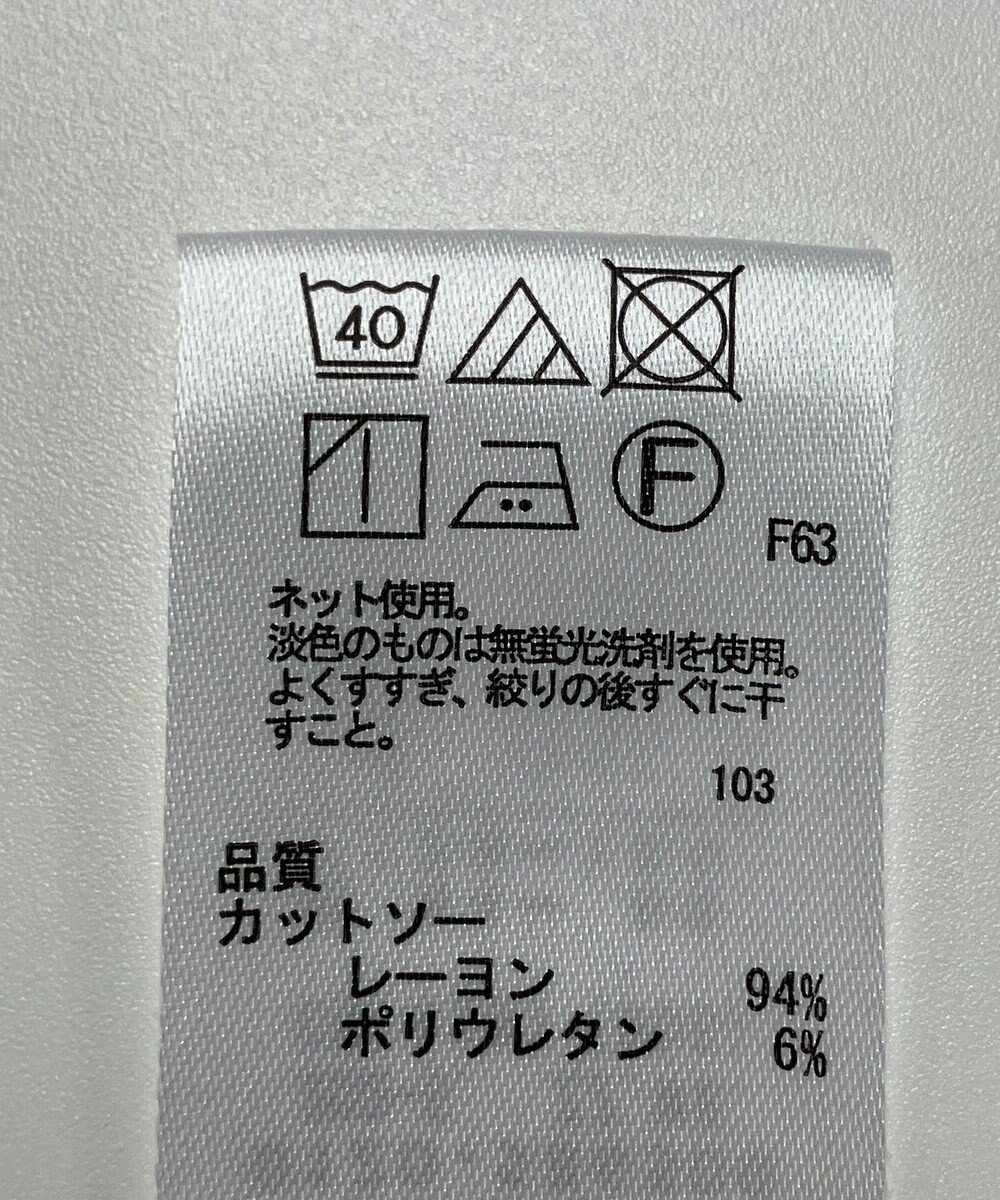 40
F
F63
ネット使用。
淡色のものは無蛍光洗剤を使用。
よくすすぎ、絞りの後すぐに干
すこと。
103
品質
カットソー
レーヨン 94%
ポリウレタン 6%